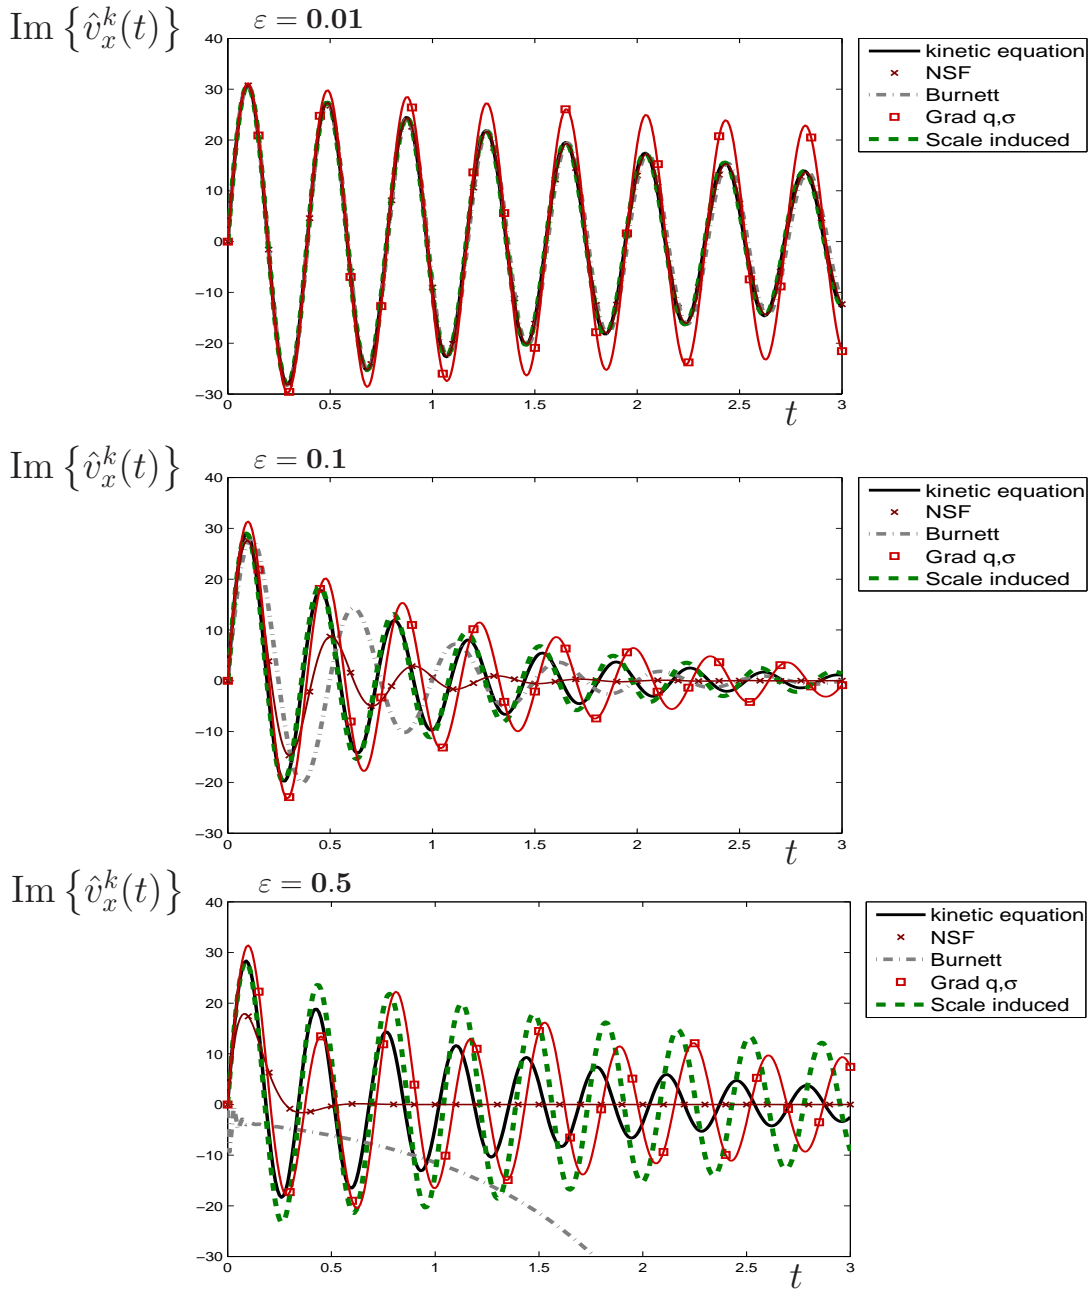 Im {v̂ₓᵏ(t)}
ε = 0.01
40
30
20
10
0
−10
−20
−30
0 0.5 1 1.5 2 2.5 3
t
kinetic equation
NSF
Burnett
Grad q,σ
Scale induced
Im {v̂ₓᵏ(t)}
ε = 0.1
40
30
20
10
0
−10
−20
−30
0 0.5 1 1.5 2 2.5 3
t
kinetic equation
NSF
Burnett
Grad q,σ
Scale induced
Im {v̂ₓᵏ(t)}
ε = 0.5
40
30
20
10
0
−10
−20
−30
0 0.5 1 1.5 2 2.5 3
t
kinetic equation
NSF
Burnett
Grad q,σ
Scale induced